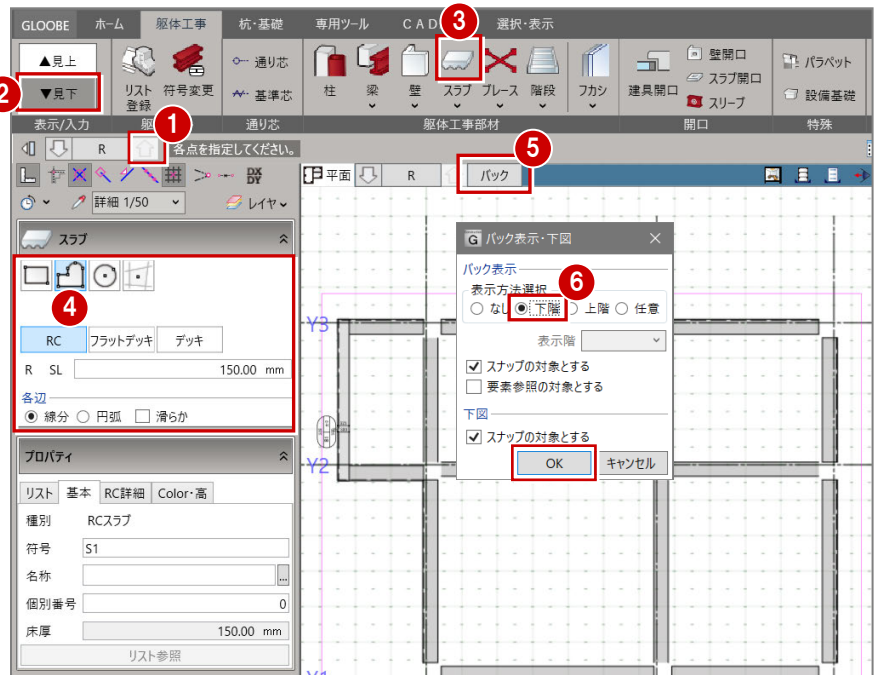 GLOOBE ホーム 躯体工事 杭・基礎 専用ツール CAD 選択・表示
3
▲見上
▼見下
2
リスト登録 符号変更
通り芯
基準芯
柱 梁 壁 スラブ ブレース 階段 フカシ
建具開口
壁開口
スラブ開口
スリーブ
パラペット
設備基礎
表示/入力 躯 通り芯 躯体工事部材 開口 特殊
1
R 各点を指定してください。
5
平面 R バック
DX
DY
詳細 1/50 レイヤ
スラブ
4
RC フラットデッキ デッキ
R SL 150.00 mm
各辺
線分 円弧 滑らか
プロパティ
リスト 基本 RC詳細 Color・高
種別 RCスラブ
符号 S1
名称 ...
個別番号 0
床厚 150.00 mm
リスト参照
G バック表示・下図
バック表示
表示方法選択
6
なし 下階 上階 任意
表示階
スナップの対象とする
要素参照の対象とする
下図
スナップの対象とする
OK キャンセル
Y3
Y2
Y1